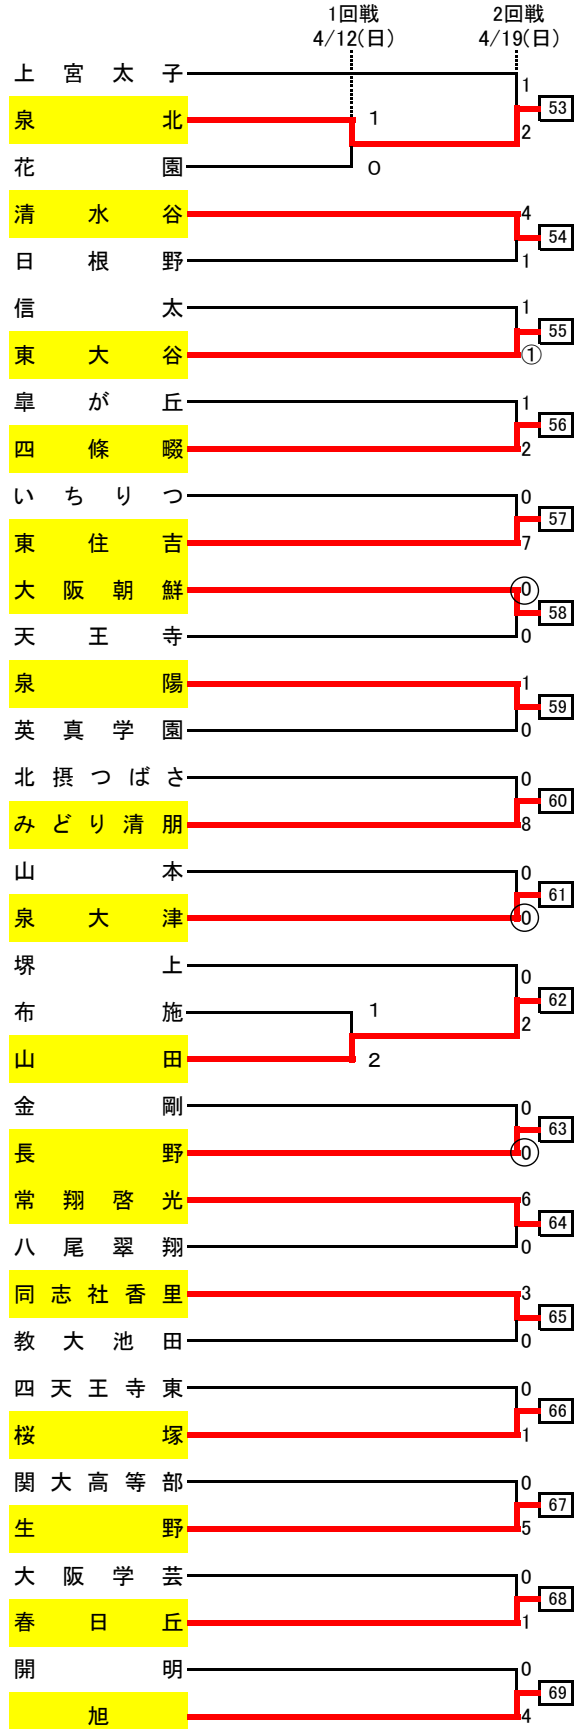 1回戦 2回戦
4/12(日) 4/19(日)
上宮太子 1
53
泉北 1 2
花園 0
清水谷 4
54
日根野 1
信太 1
55
東大谷 ①
阜が丘 1
56
四條畷 2
いちりつ 0
57
東住吉 7
大阪朝鮮 0
58
天王寺 0
泉陽 1
59
英真学園 0
北摂つばさ 0
60
みどり清朋 8
山本 0
61
泉大津 0
堺上 0
62
布施 1 2
山田 2
金剛 0
63
長野 0
常翔啓光 6
64
八尾翠翔 0
同志社香里 3
65
教大池田 0
四天王寺東 0
66
桜塚 1
関大高等部 0
67
生野 5
大阪学芸 0
68
春日丘 1
開明 0
69
旭 4